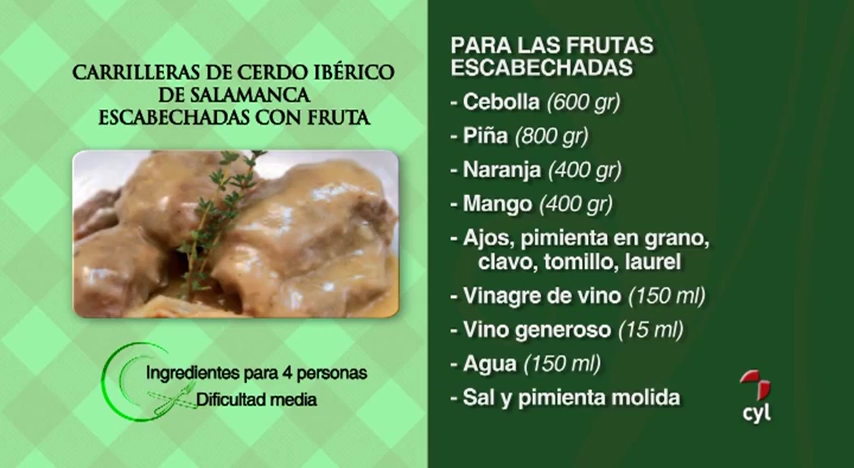 CARRILLERAS DE CERDO IBÉRICO
DE SALAMANCA
ESCABECHADAS CON FRUTA
Ingredientes para 4 personas
Dificultad media
PARA LAS FRUTAS
ESCABECHADAS
- Cebolla (600 gr)
- Piña (800 gr)
- Naranja (400 gr)
- Mango (400 gr)
- Ajos, pimienta en grano,
clavo, tomillo, laurel
- Vinagre de vino (150 ml)
- Vino generoso (15 ml)
- Agua (150 ml)
- Sal y pimienta molida
cyl